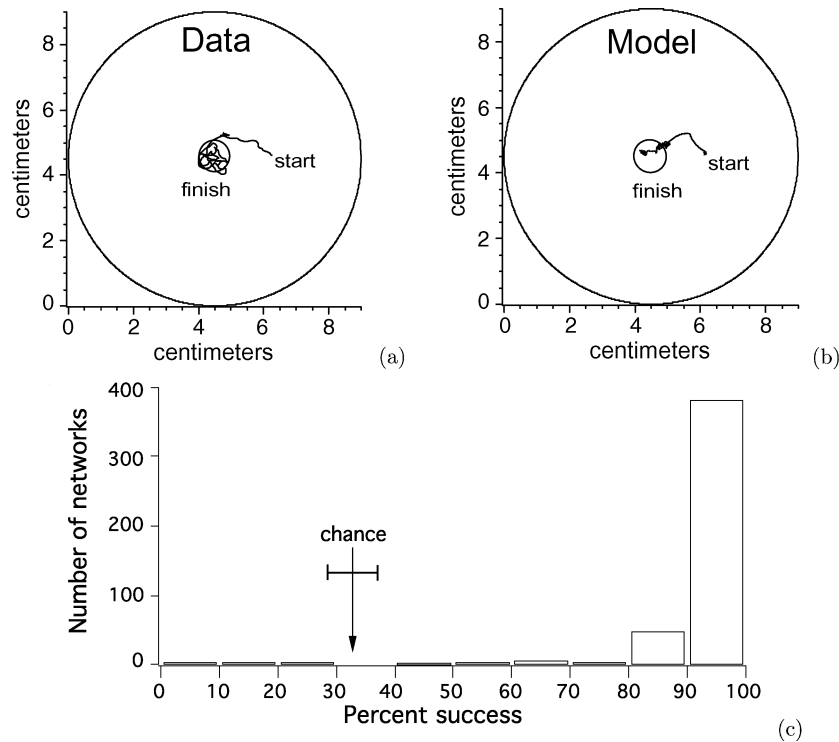 Data
centimeters
8
6
4
2
0
start
finish
0 2 4 6 8
centimeters
(a)
Model
centimeters
8
6
4
2
0
start
finish
0 2 4 6 8
centimeters
(b)
Number of networks
400
300
200
100
0
chance
0 10 20 30 40 50 60 70 80 90 100
Percent success
(c)